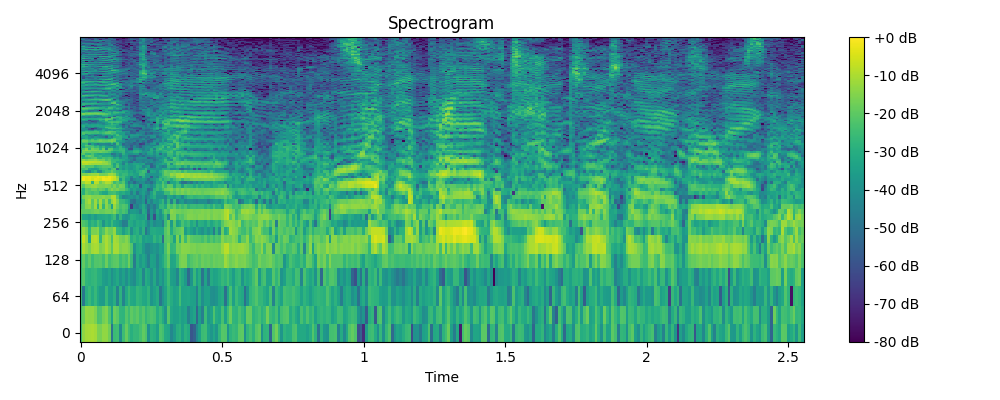 Spectrogram
4096
2048
1024
512
256
128
64
0
Hz
0
0.5
1
1.5
2
2.5
Time
+0 dB
-10 dB
-20 dB
-30 dB
-40 dB
-50 dB
-60 dB
-70 dB
-80 dB